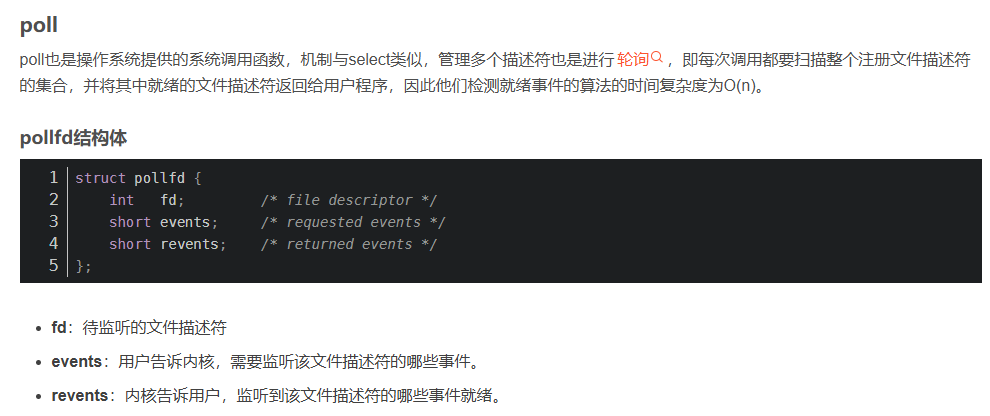 poll
poll也是操作系统提供的系统调用函数，机制与select类似，管理多个描述符也是进行轮询，即每次调用都要扫描整个注册文件描述符
的集合，并将其中就绪的文件描述符返回给用户程序，因此他们检测就绪事件的算法的时间复杂度为O(n)。
pollfd结构体
1 struct pollfd {
2     int   fd;         /* file descriptor */
3     short events;     /* requested events */
4     short revents;    /* returned events */
5 };
• fd：待监听的文件描述符
• events：用户告诉内核，需要监听该文件描述符的哪些事件。
• revents：内核告诉用户，监听到该文件描述符的哪些事件就绪。